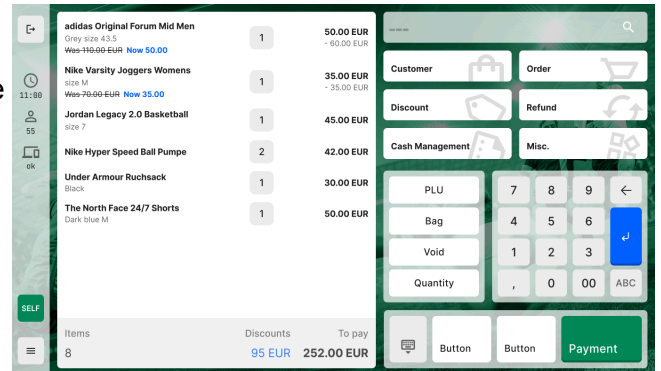 adidas Original Forum Mid Men
Grey size 43.5
Was 110.00 EUR Now 50.00
1
50.00 EUR
- 60.00 EUR
Nike Varsity Joggers Womens
size M
Was 70.00 EUR Now 35.00
1
35.00 EUR
- 35.00 EUR
Jordan Legacy 2.0 Basketball
size 7
1
45.00 EUR
Nike Hyper Speed Ball Pumpe
2
42.00 EUR
Under Armour Ruchsack
Black
1
30.00 EUR
The North Face 24/7 Shorts
Dark blue M
1
50.00 EUR
Items Discounts To pay
8 95 EUR 252.00 EUR
e
11:00
55
ok
SELF
Customer Order
Discount Refund
Cash Management Misc.
PLU 7 8 9
Bag 4 5 6
Void 1 2 3
Quantity , 0 00 ABC
Button Button Payment